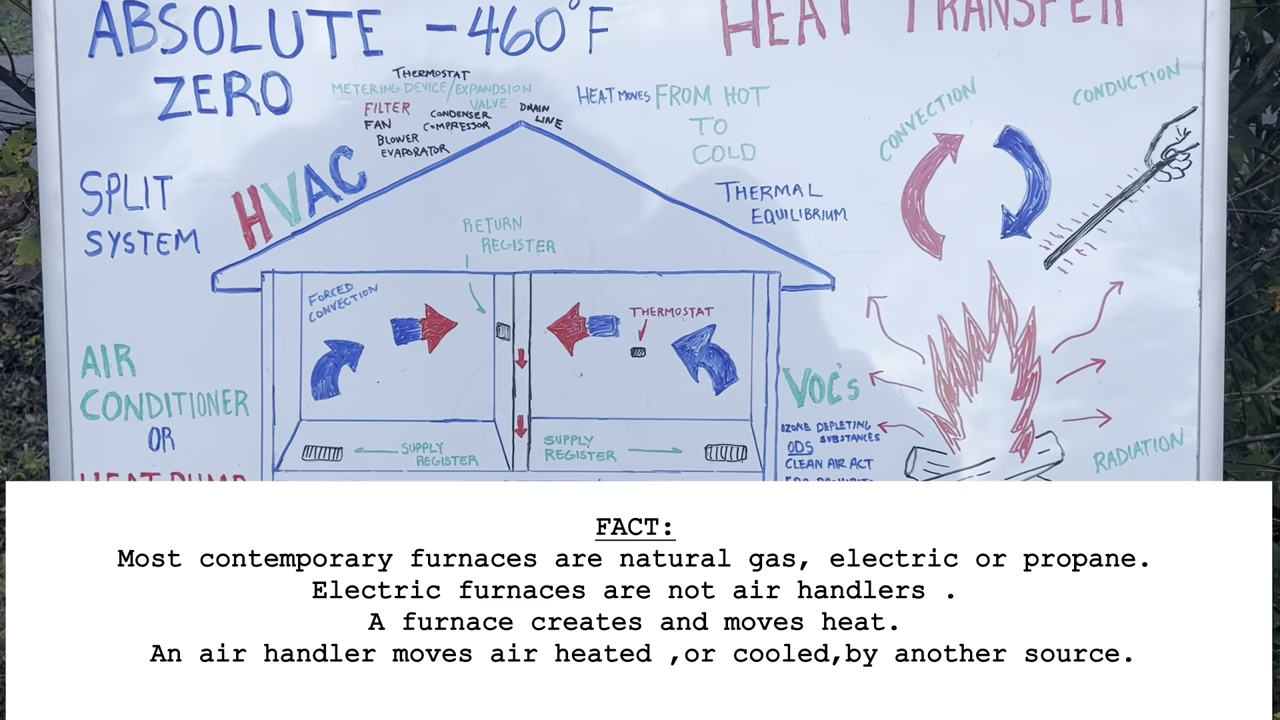 ABSOLUTE -460°F
ZERO
HEAT TRANSFER
THERMOSTAT
METERING DEVICE/EXPANDSION
VALVE
FILTER
FAN
BLOWER
EVAPORATOR
CONDENSER
COMPRESSOR
DRAIN
LINE
HEAT MOVES FROM HOT
TO
COLD
CONVECTION
CONDUCTION
SPLIT
SYSTEM
HVAC
THERMAL
EQUILIBRIUM
RETURN
REGISTER
FORCED
CONVECTION
THERMOSTAT
AIR
CONDITIONER
OR
HEAT PUMP
SUPPLY
REGISTER
SUPPLY
REGISTER
VOC's
OZONE DEPLETING
SUBSTANCES
ODS
CLEAN AIR ACT
RADIATION
FACT:
Most contemporary furnaces are natural gas, electric or propane.
Electric furnaces are not air handlers .
A furnace creates and moves heat.
An air handler moves air heated ,or cooled,by another source.